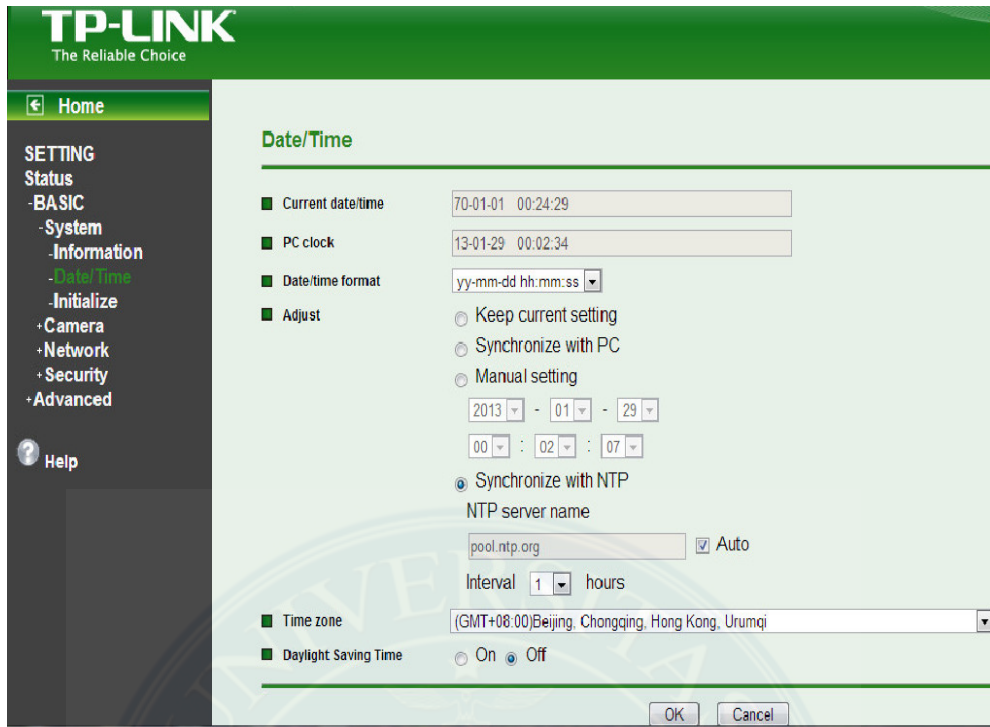 TP-LINK
The Reliable Choice
Home
SETTING
Status
-BASIC
-System
-Information
-Date/Time
-Initialize
+Camera
+Network
+Security
+Advanced
? Help
Date/Time
Current date/time 70-01-01 00:24:29
PC clock 13-01-29 00:02:34
Date/time format yy-mm-dd hh:mm:ss
Adjust Keep current setting
Synchronize with PC
Manual setting
2013 - 01 - 29
00 : 02 : 07
Synchronize with NTP
NTP server name
pool.ntp.org Auto
Interval 1 hours
Time zone (GMT+08:00)Beijing, Chongqing, Hong Kong, Urumqi
Daylight Saving Time On Off
OK Cancel
UNIVERSITAS